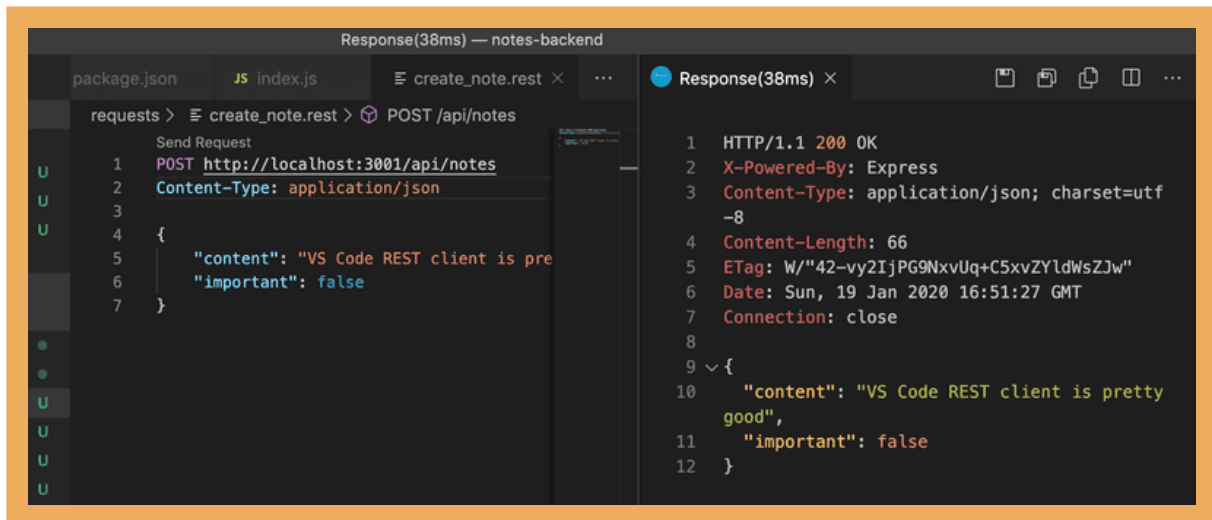 Response(38ms) — notes-backend
package.json
JS index.js
create_note.rest
Response(38ms)
requests > create_note.rest > POST /api/notes
Send Request
1 POST http://localhost:3001/api/notes
2 Content-Type: application/json
3
4 {
5 "content": "VS Code REST client is pre
6 "important": false
7 }
U
U
U
U
U
U
U
1 HTTP/1.1 200 OK
2 X-Powered-By: Express
3 Content-Type: application/json; charset=utf
-8
4 Content-Length: 66
5 ETag: W/"42-vy2IjPG9NxvUq+C5xvZYldWsZJw"
6 Date: Sun, 19 Jan 2020 16:51:27 GMT
7 Connection: close
8
9 {
10 "content": "VS Code REST client is pretty
good",
11 "important": false
12 }